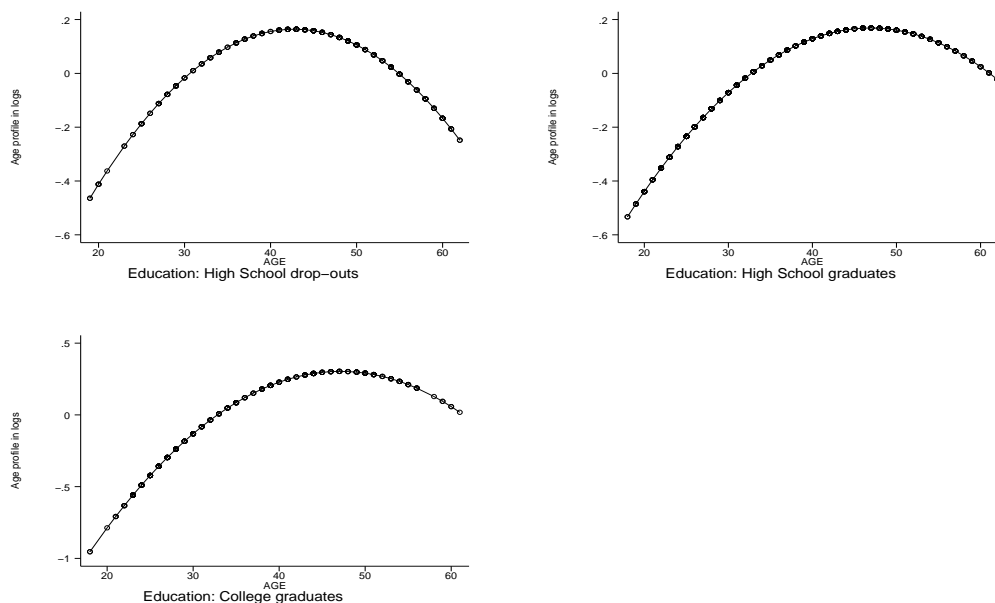 .2
0
−.2
−.4
−.6
Age profile in logs
20 30 40 50 60
AGE
Education: High School drop−outs
.2
0
−.2
−.4
−.6
Age profile in logs
20 30 40 50 60
AGE
Education: High School graduates
.5
0
−.5
−1
Age profile in logs
20 30 40 50 60
AGE
Education: College graduates